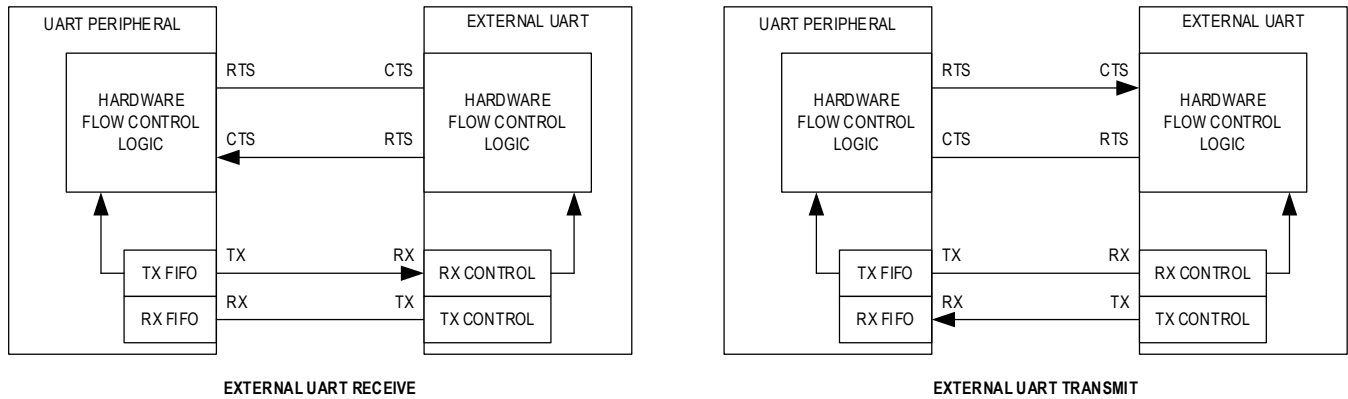 UART PERIPHERAL
EXTERNAL UART
HARDWARE
FLOW CONTROL
LOGIC
RTS
CTS
CTS
RTS
HARDWARE
FLOW CONTROL
LOGIC
TX FIFO
TX
RX
RX CONTROL
RX FIFO
RX
TX
TX CONTROL
EXTERNAL UART RECEIVE
UART PERIPHERAL
EXTERNAL UART
HARDWARE
FLOW CONTROL
LOGIC
RTS
CTS
CTS
RTS
HARDWARE
FLOW CONTROL
LOGIC
TX FIFO
TX
RX
RX CONTROL
RX FIFO
RX
TX
TX CONTROL
EXTERNAL UART TRANSMIT